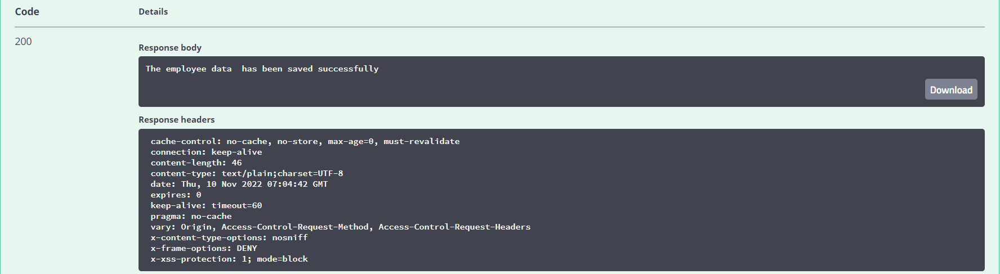 Code Details
200
Response body
The employee data  has been saved successfully
Download
Response headers
cache-control: no-cache, no-store, max-age=0, must-revalidate
connection: keep-alive
content-length: 46
content-type: text/plain;charset=UTF-8
date: Thu, 10 Nov 2022 07:04:42 GMT
expires: 0
keep-alive: timeout=60
pragma: no-cache
vary: Origin, Access-Control-Request-Method, Access-Control-Request-Headers
x-content-type-options: nosniff
x-frame-options: DENY
x-xss-protection: 1; mode=block